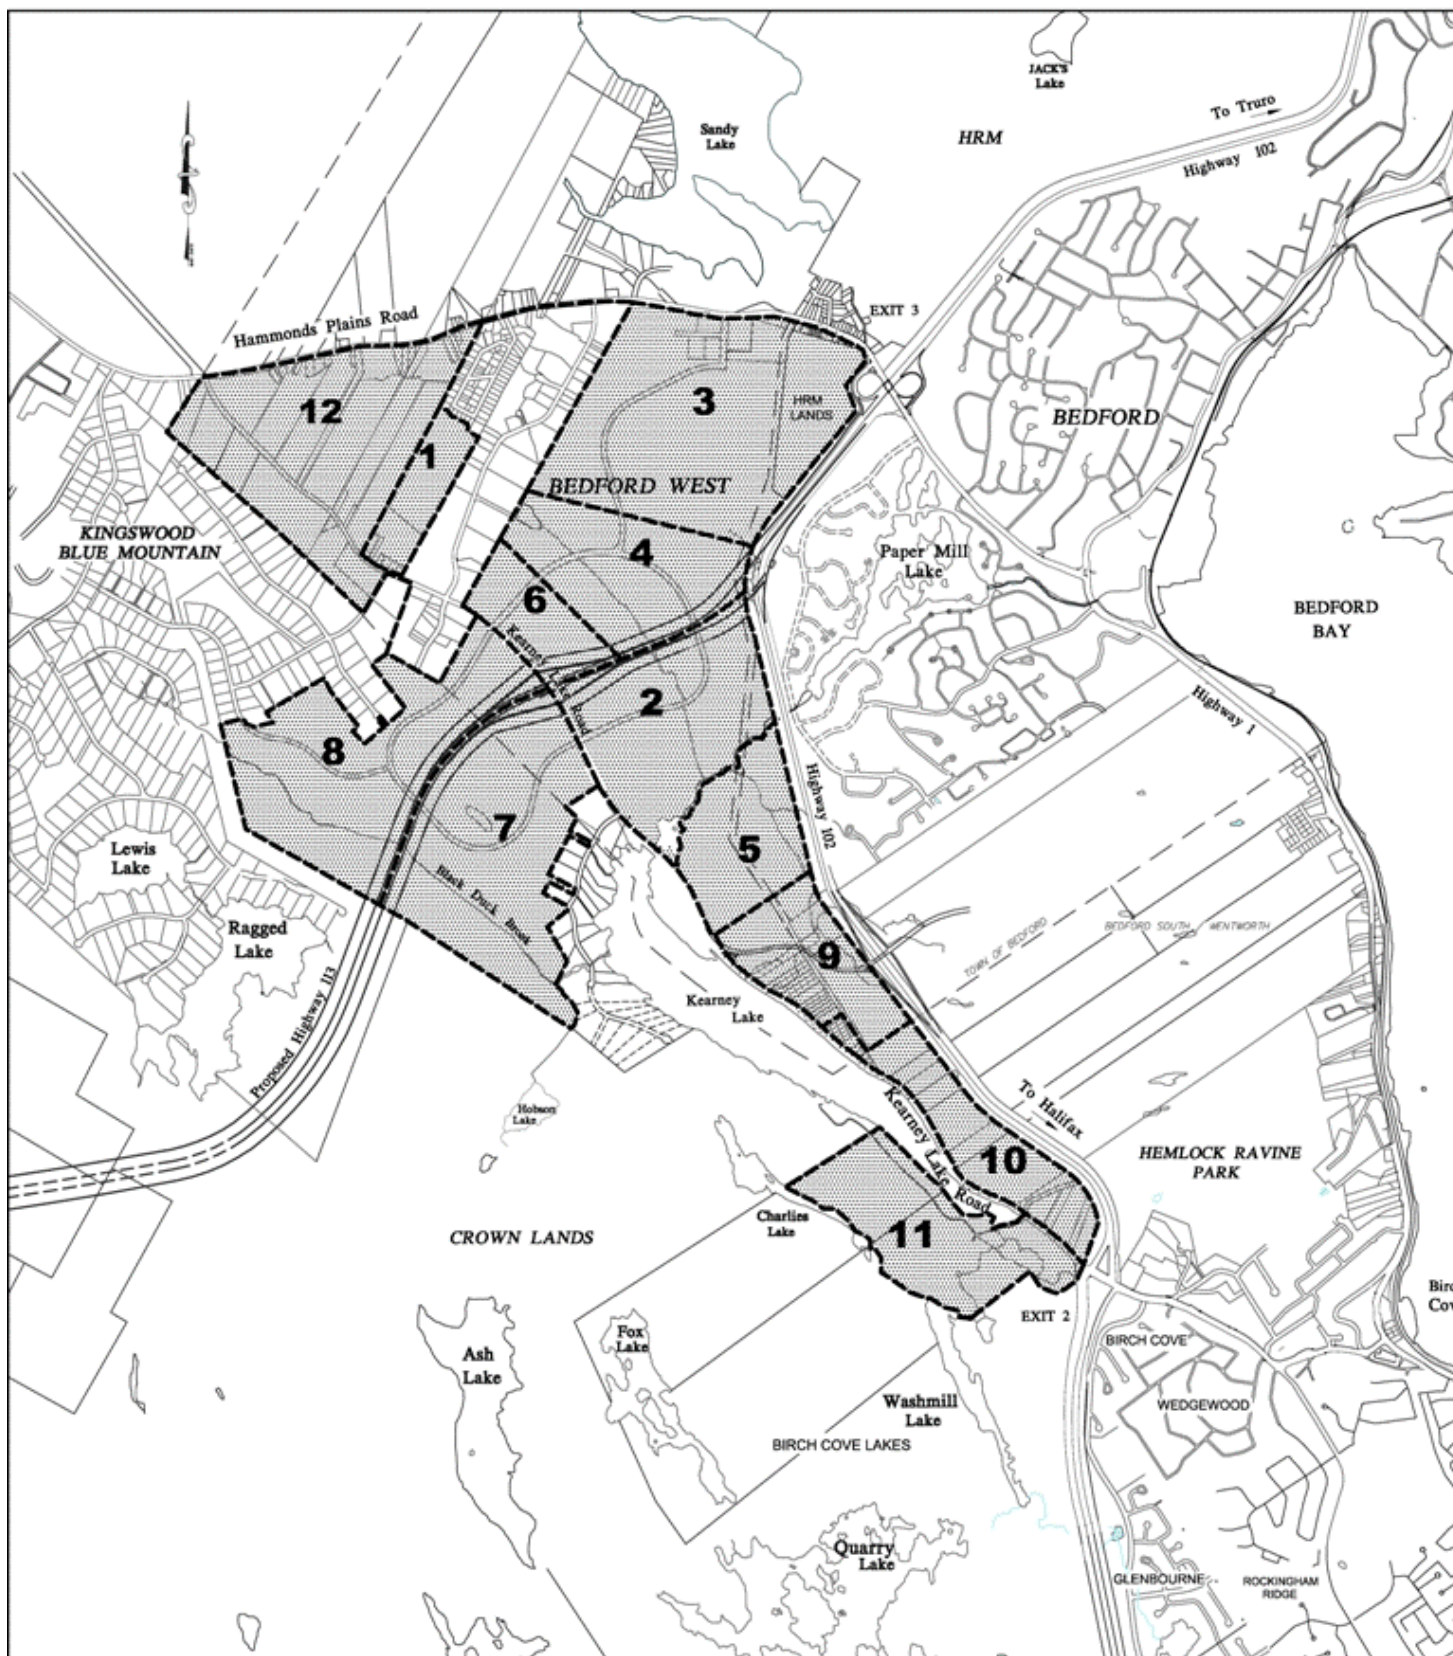 JACK'S
Lake
To Truro
Sandy
Lake
HRM
Highway 102
EXIT 3
Hammonds Plains Road
12
3
HRM
LANDS
BEDFORD
1
BEDFORD WEST
KINGSWOOD
BLUE MOUNTAIN
4
Paper Mill
Lake
6
BEDFORD
BAY
Kearney
Lake
Road
2
Highway 1
8
Highway 102
7
5
Lewis
Lake
Black Duck Brook
Ragged
Lake
TOWN OF BEDFORD
BEDFORD SOUTH
WENTWORTH
9
Kearney
Lake
Proposed Highway 113
Hobson
Lake
To Halifax
Kearney Lake Road
10
HEMLOCK RAVINE
PARK
Charlies
Lake
11
CROWN LANDS
EXIT 2
Fox
Lake
BIRCH COVE
Ash
Lake
Washmill
Lake
WEDGEWOOD
BIRCH COVE LAKES
Quarry
Lake
GLENBOURNE
ROCKINGHAM
RIDGE